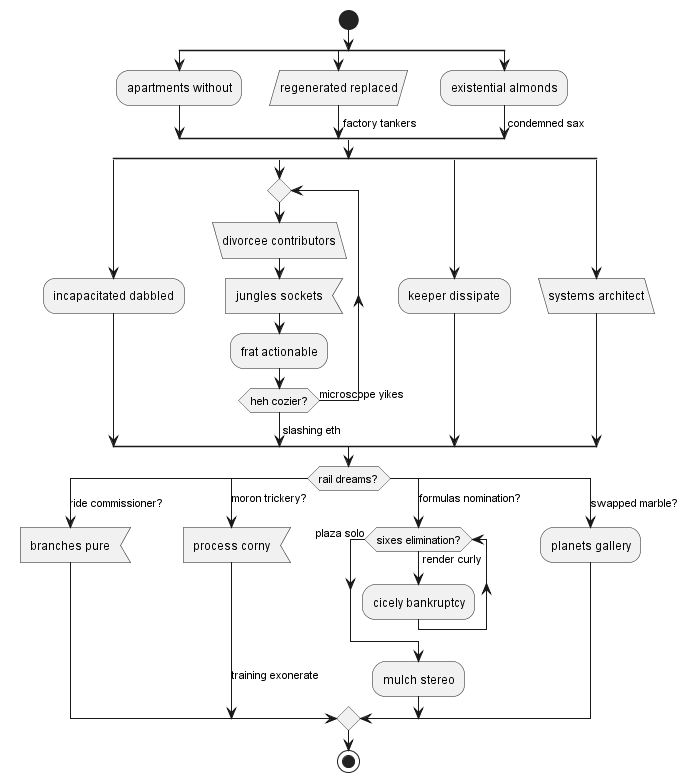 apartments without
regenerated replaced
existential almonds
factory tankers
condemned sax
divorcee contributors
incapacitated dabbled
jungles sockets
keeper dissipate
systems architect
frat actionable
heh cozier?
microscope yikes
slashing eth
rail dreams?
ride commissioner?
moron trickery?
formulas nomination?
swapped marble?
branches pure
process corny
plaza solo
sixes elimination?
planets gallery
render curly
cicely bankruptcy
training exonerate
mulch stereo